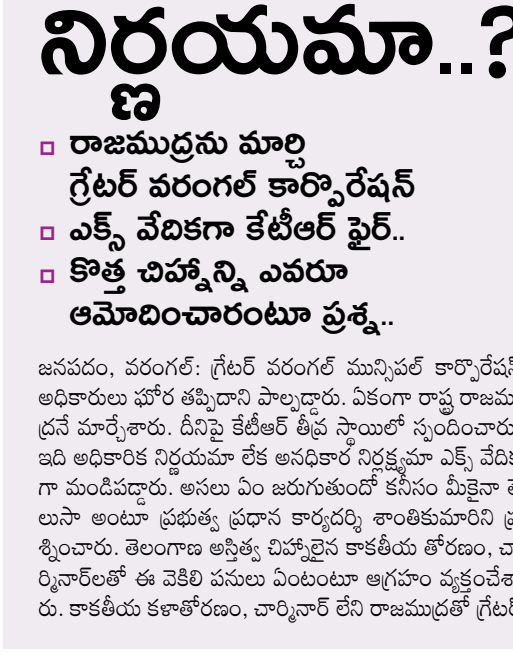 నిర్ణయమా..?
రాజముద్రను మార్చి
గ్రేటర్ వరంగల్ కార్పొరేషన్
ఎక్స్ వేదికగా కేటీఆర్ ఫైర్..
కొత్త చిహ్నాన్ని ఎవరూ
ఆమోదించారంటూ ప్రశ్న..
జనపదం, వరంగల్: గ్రేటర్ వరంగల్ మున్సిపల్ కార్పొరేషన్
అధికారులు ఘోర తప్పిదాని పాల్పడ్డారు. ఏకంగా రాష్ట్ర రాజము
ద్రనే మార్చేశారు. దీనిపై కేటీఆర్ తీవ్ర స్థాయిలో స్పందించారు
ఇది అధికారిక నిర్ణయమా లేక అనధికార నిర్లక్ష్యమా ఎక్స్ వేదిక
గా మండిపడ్డారు. అసలు ఏం జరుగుతుందో కనీసం మీకైనా తె
లుసా అంటూ ప్రభుత్వ ప్రధాన కార్యదర్శి శాంతికుమారిని ప్ర
శ్నించారు. తెలంగాణ అస్తిత్వ చిహ్నాలైన కాకతీయ తోరణం, చా
ర్మినార్‌లతో ఈ వెకిలి పనులు ఏంటంటూ ఆగ్రహం వ్యక్తంచేశా
రు. కాకతీయ కళాతోరణం, చార్మినార్ లేని రాజముద్రతో గ్రేటర్